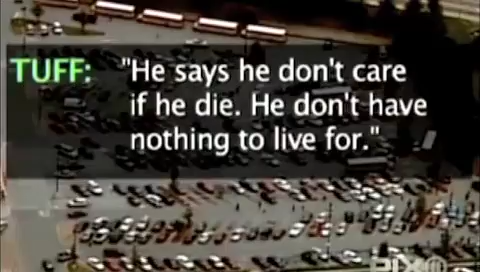 TUFF: "He says he don't care
if he die. He don't have
nothing to live for."